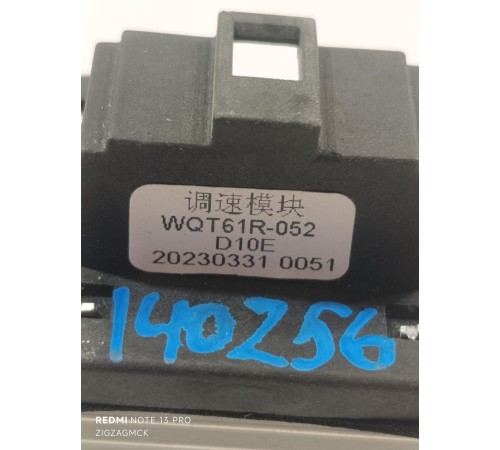 调速模块
WQT61R-052
D10E
20230331 0051
140256
REDMI NOTE 13 PRO
ZIGZAGMCK